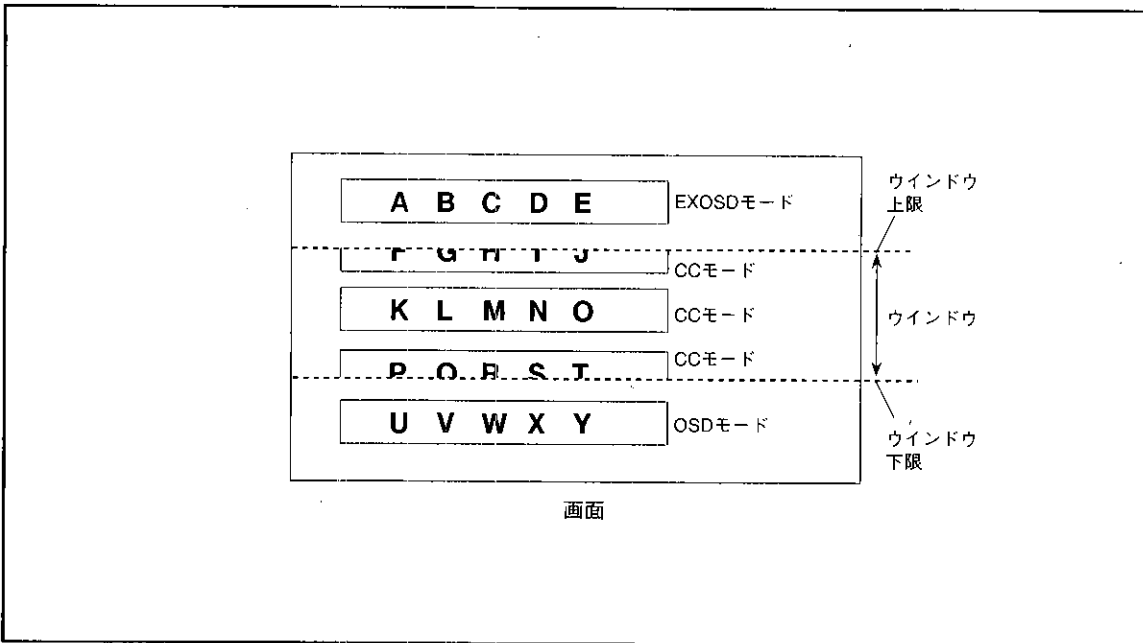 A B C D E
EXOSDモード
ウインドウ
上限
F G H I J
CCモード
K L M N O
CCモード
ウインドウ
CCモード
P Q R S T
U V W X Y
OSDモード
ウインドウ
下限
画面